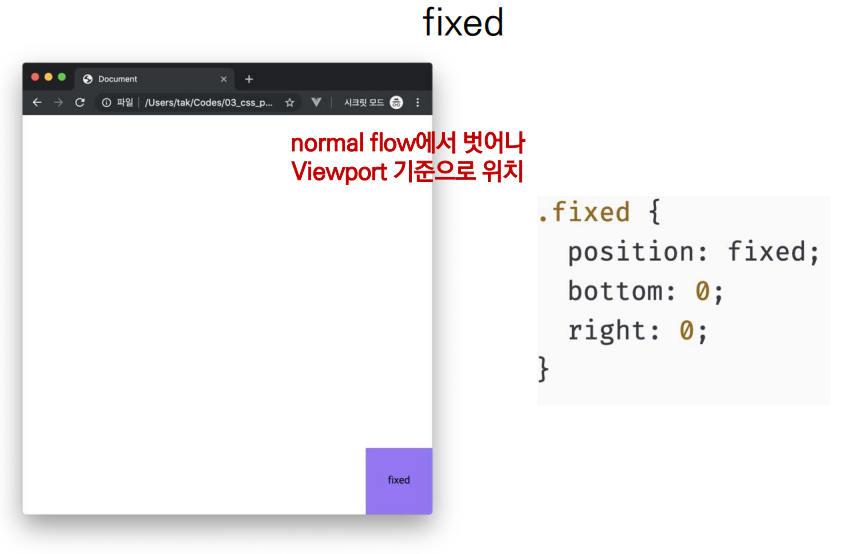 fixed
Document
파일 | /Users/tak/Codes/03_css_p...
시크릿 모드
normal flow에서 벗어나
Viewport 기준으로 위치
.fixed {
position: fixed;
bottom: 0;
right: 0;
}
fixed